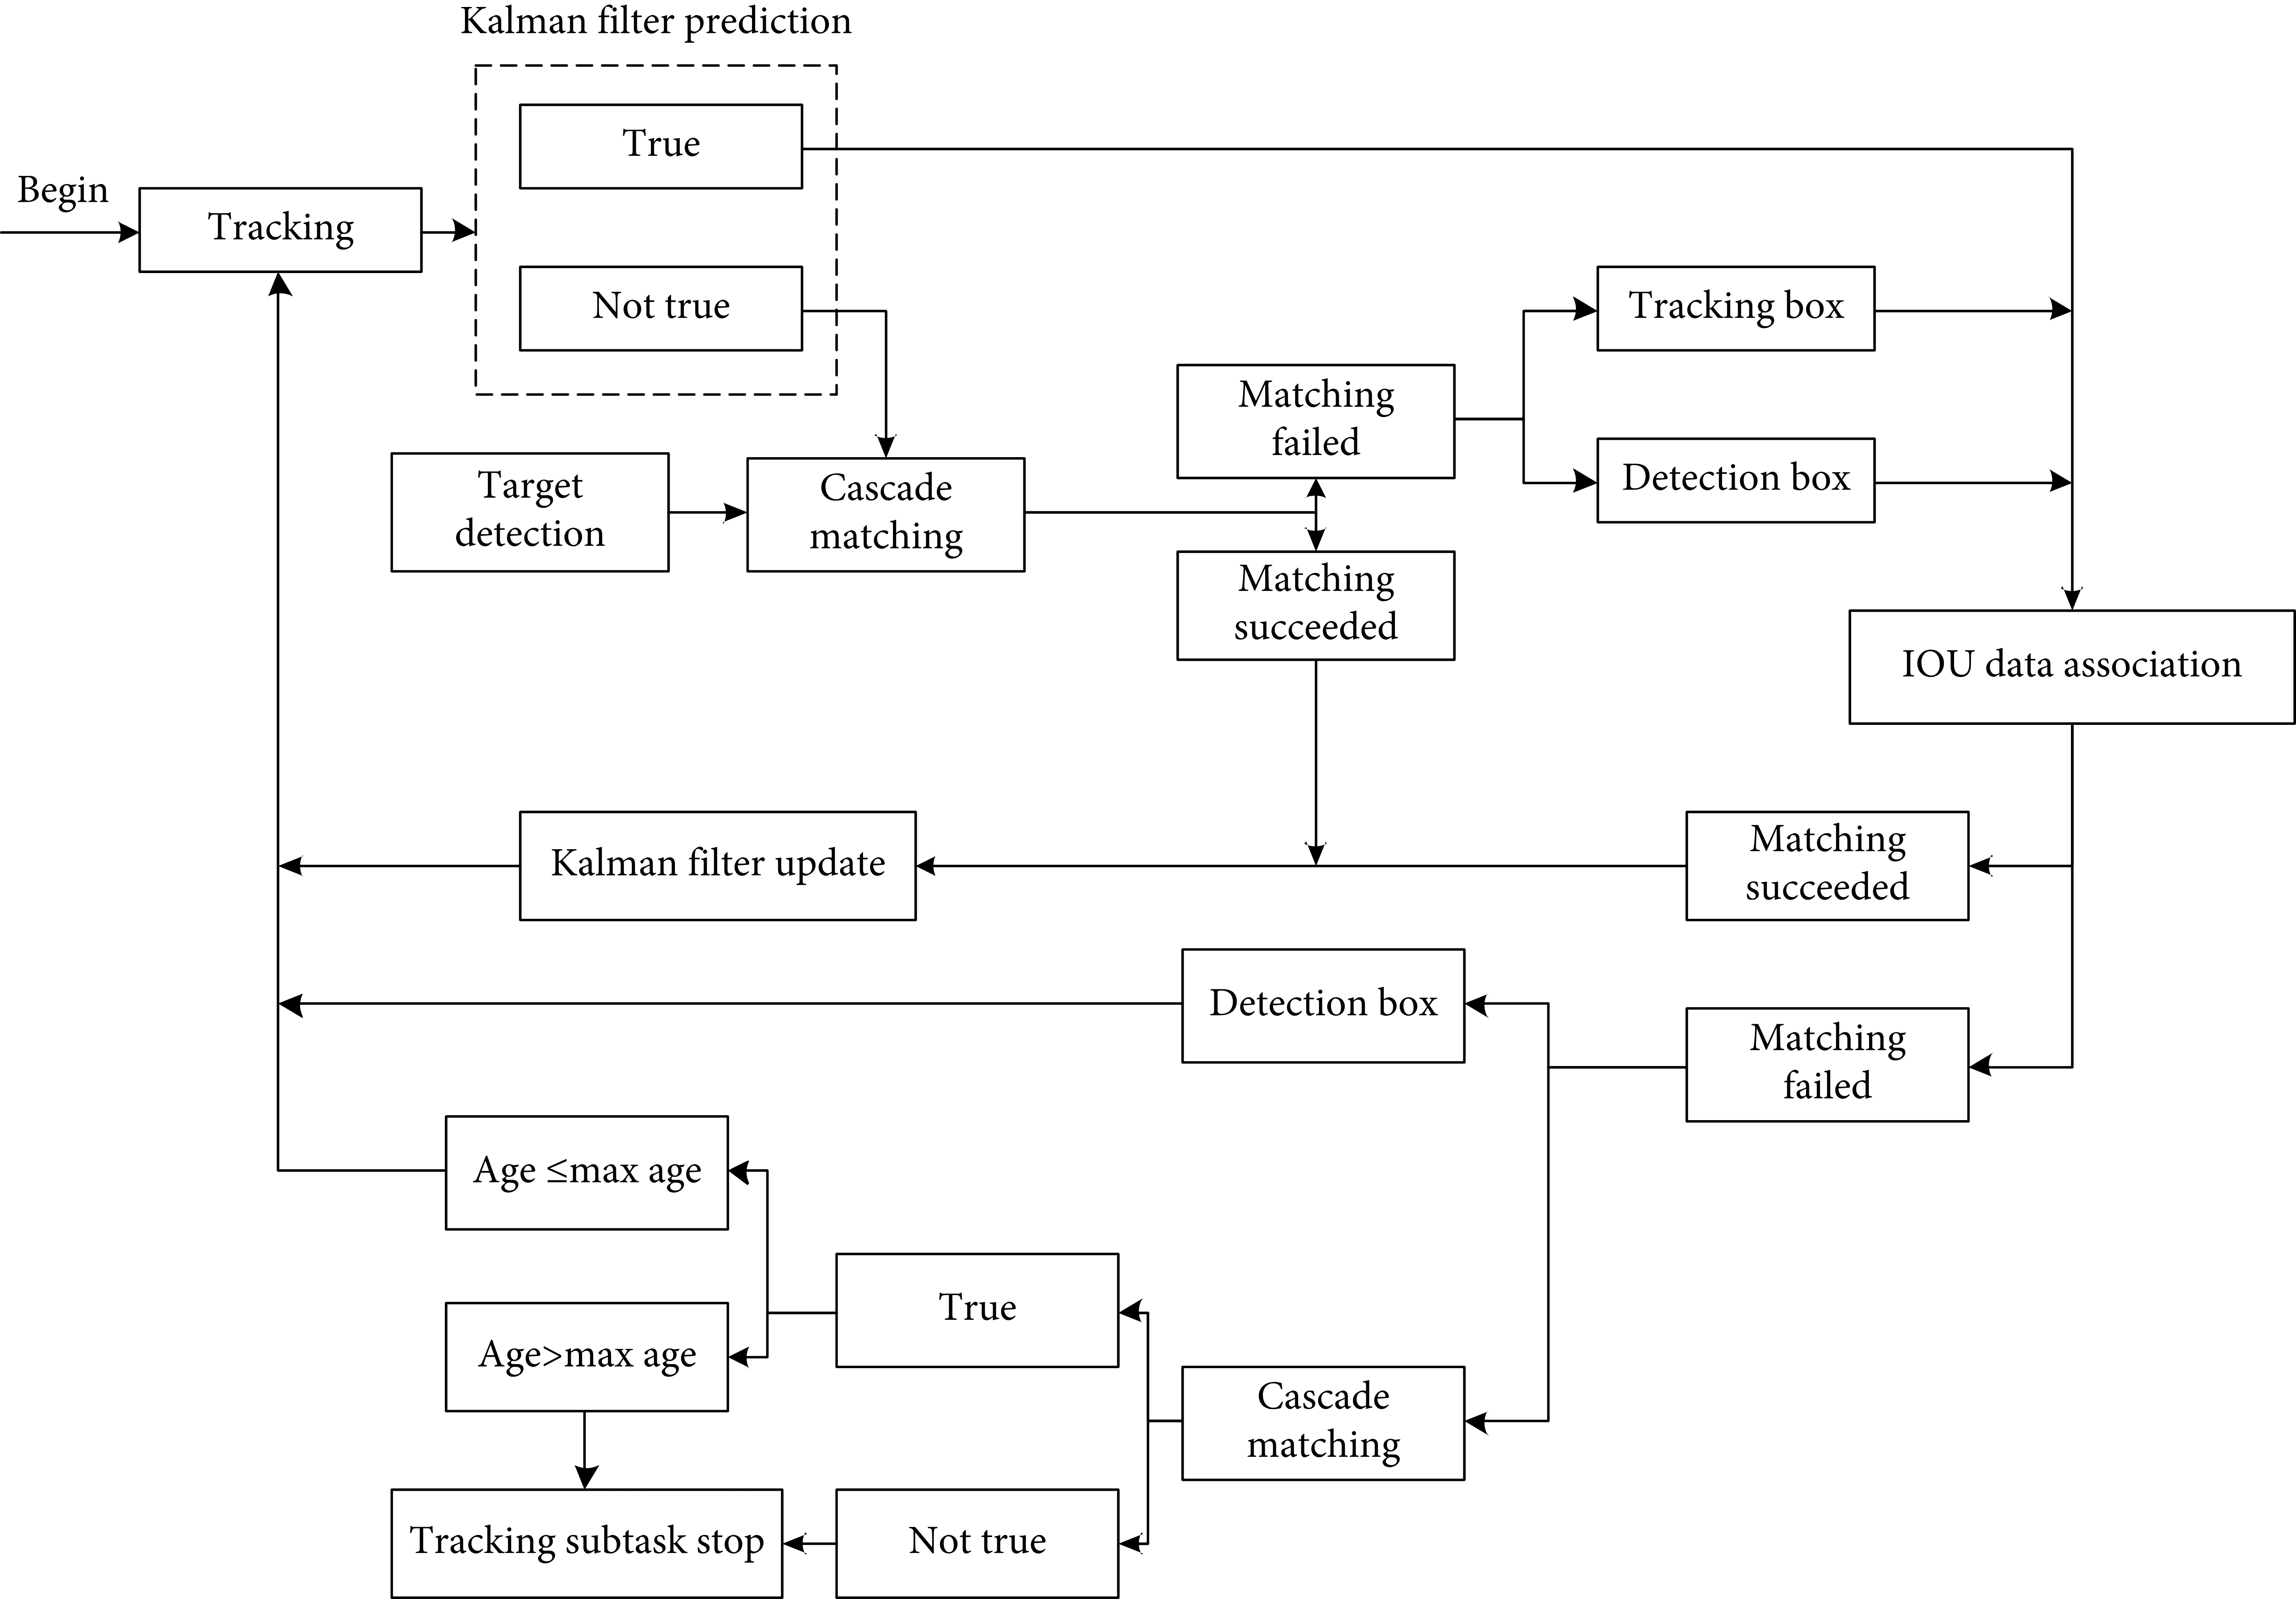 Kalman filter prediction
True
Begin
Tracking
Not true
Tracking box
Matching
failed
Detection box
Target
detection
Cascade
matching
Matching
succeeded
IOU data association
Kalman filter update
Matching
succeeded
Detection box
Matching
failed
Age ≤max age
True
Age>max age
Cascade
matching
Tracking subtask stop
Not true